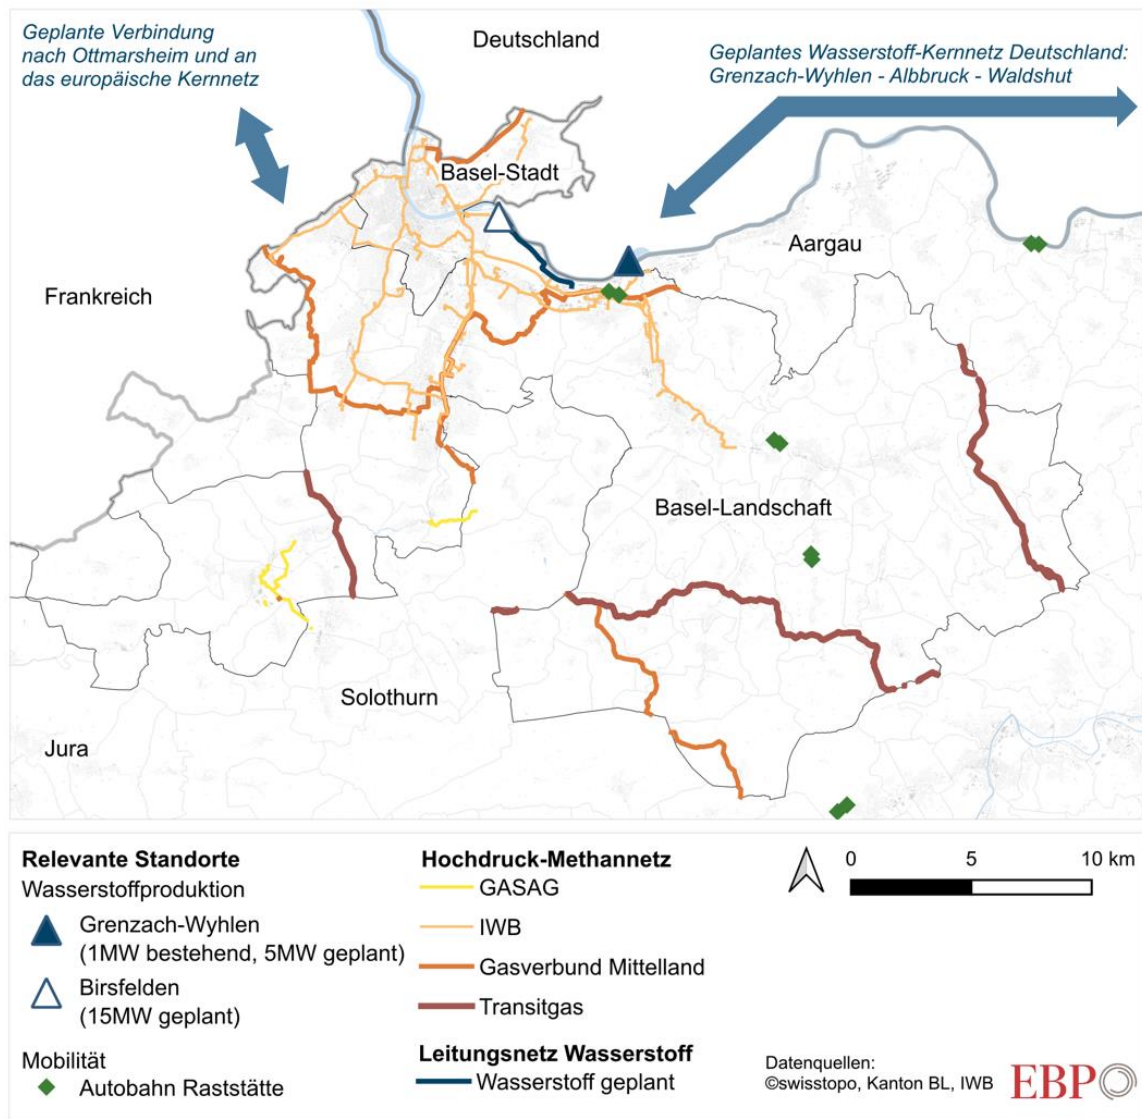 Geplante Verbindung
nach Ottmarsheim und an
das europäische Kernnetz
Deutschland
Geplantes Wasserstoff-Kernnetz Deutschland:
Grenzach-Wyhlen - Albbruck - Waldshut
Basel-Stadt
Aargau
Frankreich
Basel-Landschaft
Solothurn
Jura
Relevante Standorte
Wasserstoffproduktion
Grenzach-Wyhlen
(1MW bestehend, 5MW geplant)
Birsfelden
(15MW geplant)
Mobilität
Autobahn Raststätte
Hochdruck-Methannetz
GASAG
IWB
Gasverbund Mittelland
Transitgas
Leitungsnetz Wasserstoff
Wasserstoff geplant
0 5 10 km
Datenquellen:
©swisstopo, Kanton BL, IWB
EBP